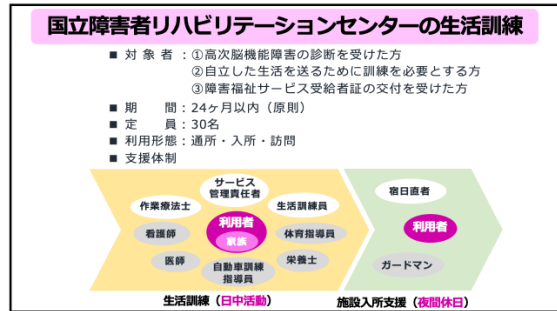 国立障害者リハビリテーションセンターの生活訓練
■ 対 象 者 ：①高次脳機能障害の診断を受けた方
②自立した生活を送るために訓練を必要とする方
③障害福祉サービス受給者証の交付を受けた方
■ 期　　間：24ヶ月以内（原則）
■ 定　　員：30名
■ 利用形態：通所・入所・訪問
■ 支援体制
サービス
管理責任者
作業療法士
生活訓練員
利用者
家族
看護師
体育指導員
医師
栄養士
自動車訓練
指導員
生活訓練（日中活動）
宿日直者
利用者
ガードマン
施設入所支援（夜間休日）